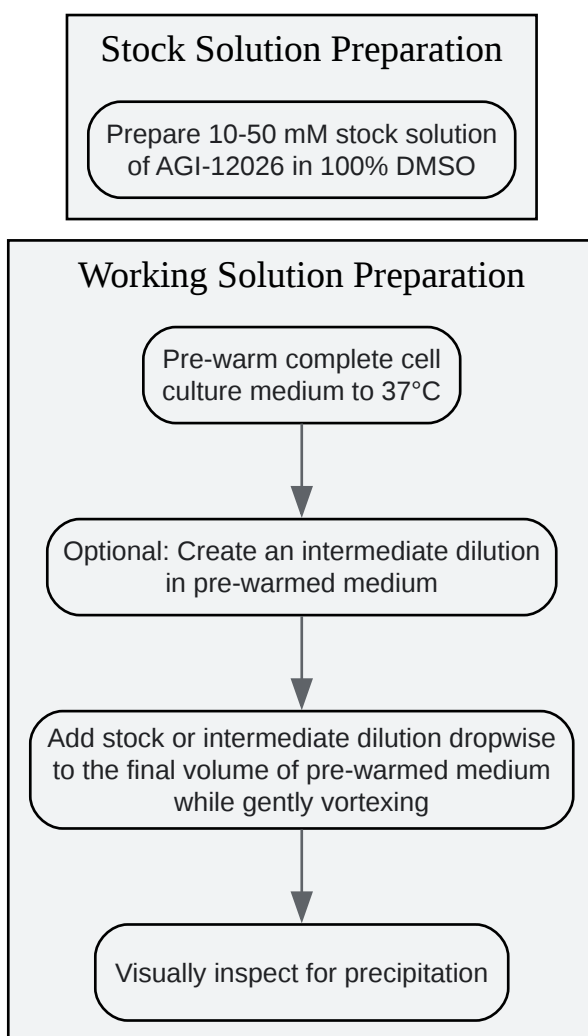 Stock Solution Preparation
Prepare 10-50 mM stock solution
of AGI-12026 in 100% DMSO
Working Solution Preparation
Pre-warm complete cell
culture medium to 37°C
Optional: Create an intermediate dilution
in pre-warmed medium
Add stock or intermediate dilution dropwise
to the final volume of pre-warmed medium
while gently vortexing
Visually inspect for precipitation